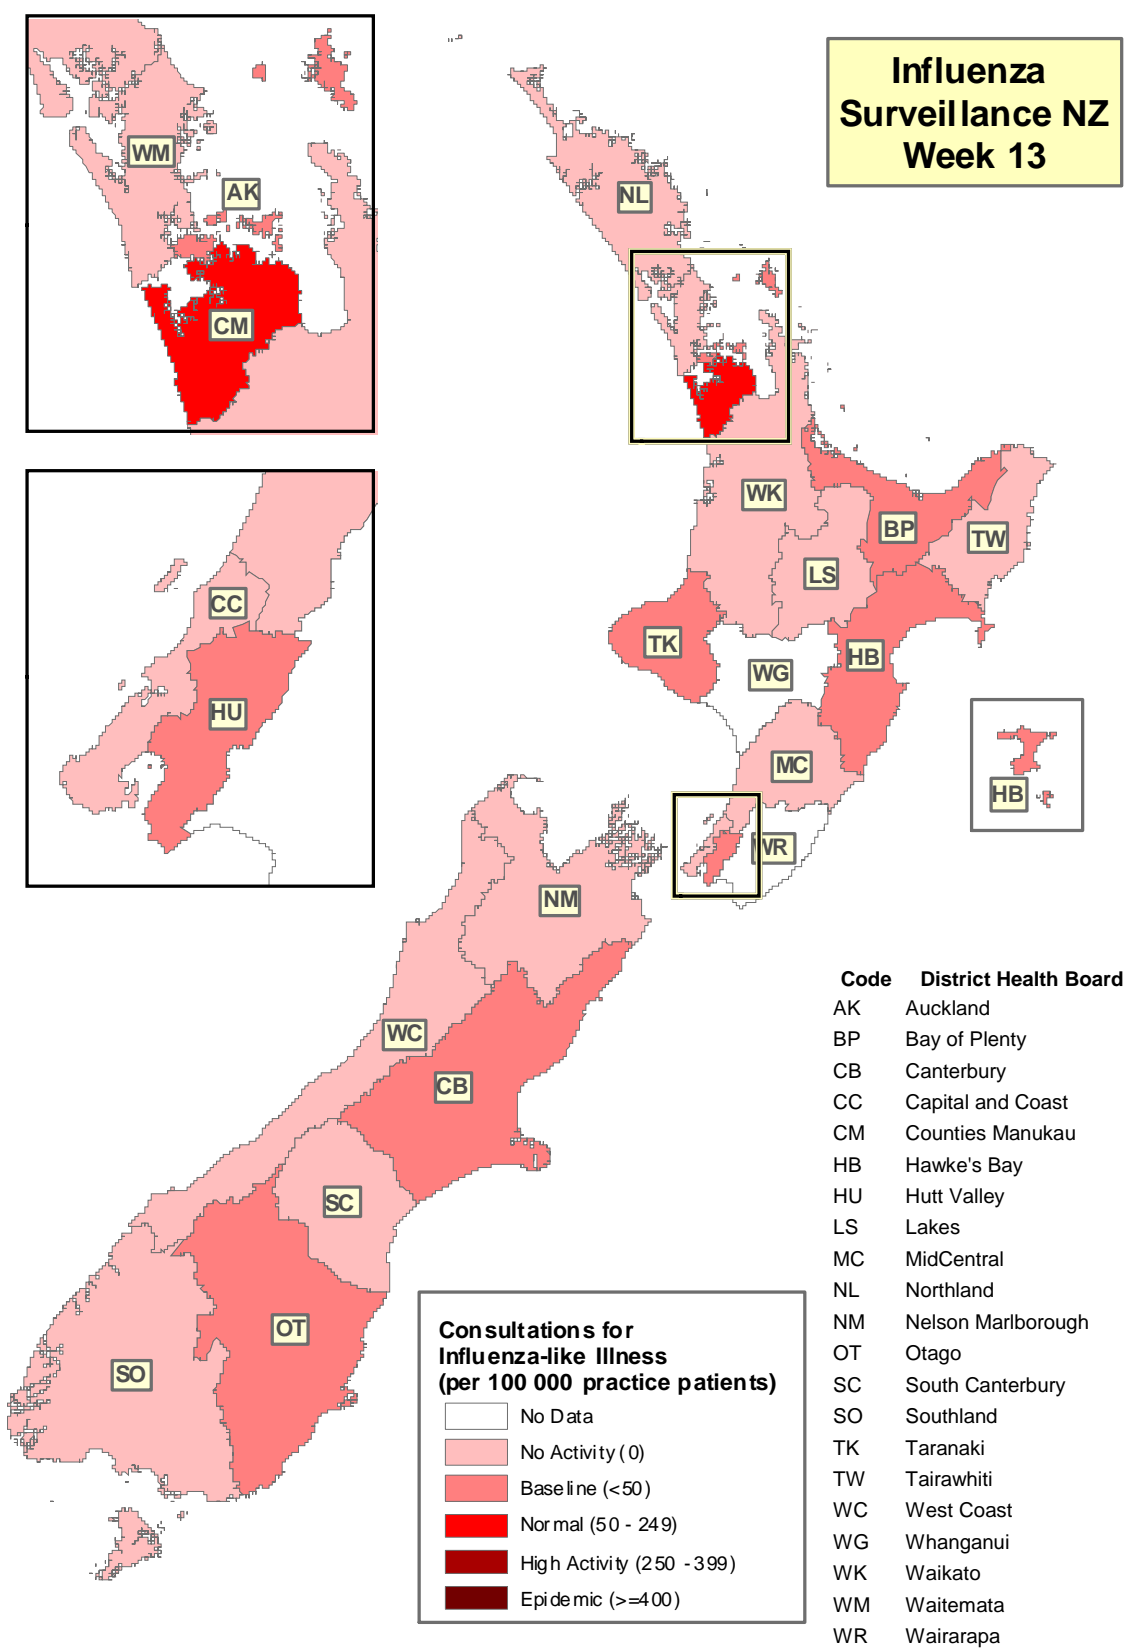 Influenza
Surveillance NZ
Week 13
WM
AK
CM
NL
WK
BP
TW
LS
TK
WG
HB
MC
HB
WR
CC
HU
NM
WC
CB
SC
OT
SO
Consultations for
Influenza-like Illness
(per 100 000 practice patients)
No Data
No Activity (0)
Baseline (<50)
Normal (50 - 249)
High Activity (250 - 399)
Epidemic (>=400)
Code District Health Board
AK Auckland
BP Bay of Plenty
CB Canterbury
CC Capital and Coast
CM Counties Manukau
HB Hawke's Bay
HU Hutt Valley
LS Lakes
MC MidCentral
NL Northland
NM Nelson Marlborough
OT Otago
SC South Canterbury
SO Southland
TK Taranaki
TW Tairawhiti
WC West Coast
WG Whanganui
WK Waikato
WM Waitemata
WR Wairarapa